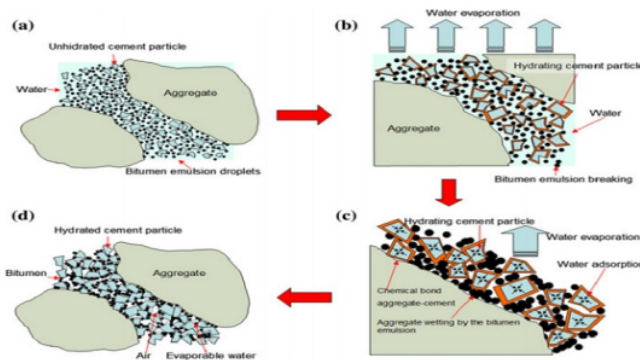 (a)
Unhidrated cement particle
Water
Aggregate
Bitumen emulsion droplets
(b)
Water evaporation
Hydrating cement particle
Aggregate
Water
Bitumen emulsion breaking
(d)
Hydrated cement particle
Bitumen
Aggregate
Air
Evaporable water
(c)
Hydrating cement particle
Water evaporation
Water adsorption
Chemical bond
aggregate-cement
Aggregate wetting by the bitumen
emulsion